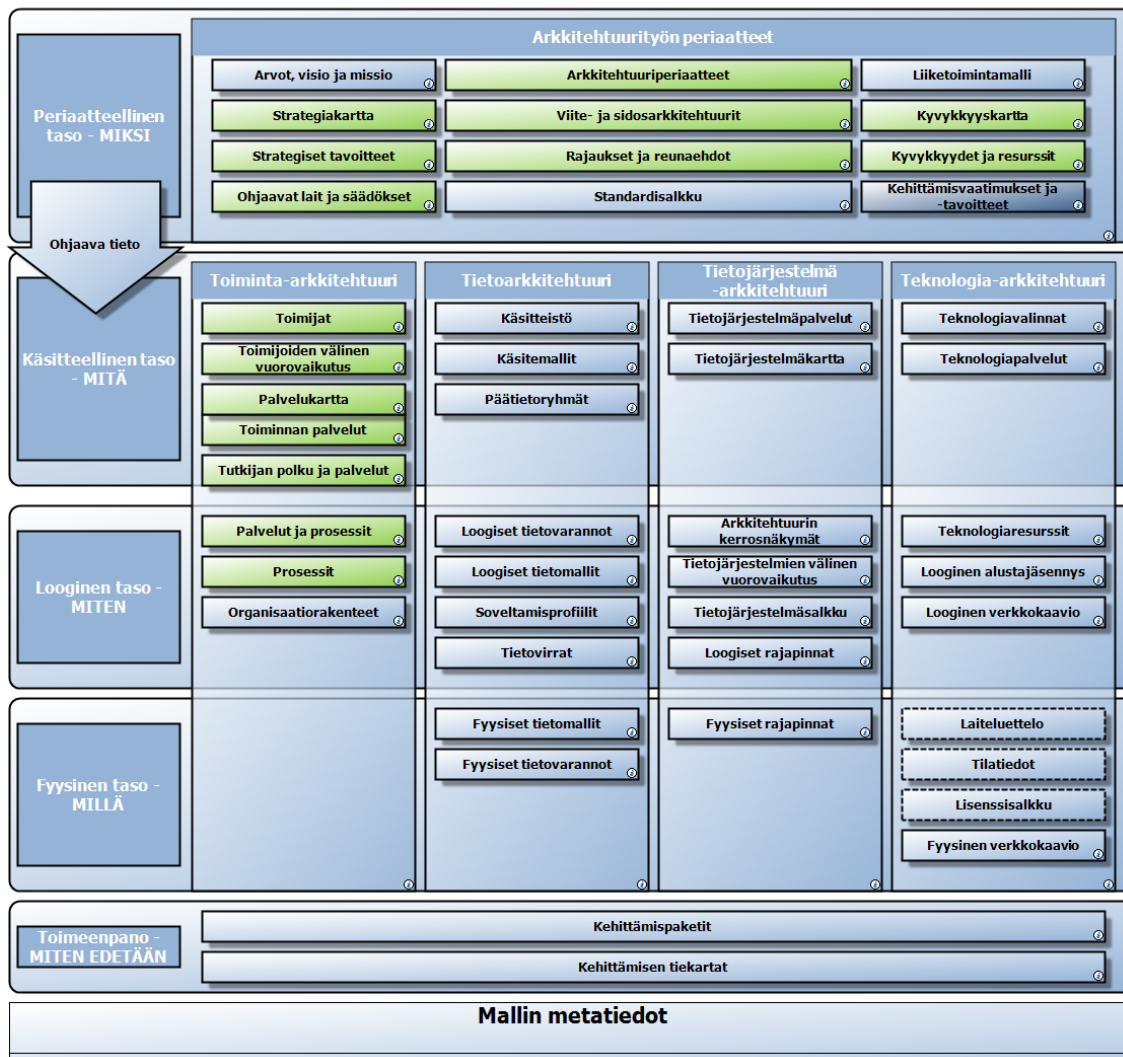 Arkkitehtuurityön periaatteet
Periaatteellinen
taso - MIKSI
Arvot, visio ja missio
Arkkitehtuuriperiaatteet
Liiketoimintamalli
Strategiakartta
Viite- ja sidosarkkitehtuurit
Kyvykkyyskartta
Strategiset tavoitteet
Rajaukset ja reunaehdot
Kyvykkyydet ja resurssit
Ohjaavat lait ja säädökset
Standardisalkku
Kehittämisvaatimukset ja
-tavoitteet
Ohjaava tieto
Käsitteellinen taso
- MITÄ
Toiminta-arkkitehtuuri
Tietoarkkitehtuuri
Tietojärjestelmä
-arkkitehtuuri
Teknologia-arkkitehtuuri
Toimijat
Käsitteistö
Tietojärjestelmäpalvelut
Teknologiavalinnat
Toimijoiden välinen
vuorovaikutus
Käsitemallit
Tietojärjestelmäkartta
Teknologiapalvelut
Palvelukartta
Päätietoryhmät
Toiminnan palvelut
Tutkijan polku ja palvelut
Looginen taso -
MITEN
Palvelut ja prosessit
Loogiset tietovarannot
Arkkitehtuurin
kerrosnäkymät
Teknologiaresurssit
Prosessit
Loogiset tietomallit
Tietojärjestelmien välinen
vuorovaikutus
Looginen alustajäsennys
Organisaatiorakenteet
Soveltamisprofiilit
Tietojärjestelmäsalkku
Looginen verkkokaavio
Tietovirrat
Loogiset rajapinnat
Fyysinen taso -
MILLÄ
Fyysiset tietomallit
Fyysiset rajapinnat
Laiteluettelo
Fyysiset tietovarannot
Tilatiedot
Lisenssisalkku
Fyysinen verkkokaavio
Toimeenpano -
MITEN EDETÄÄN
Kehittämispaketit
Kehittämisen tiekartat
Mallin metatiedot